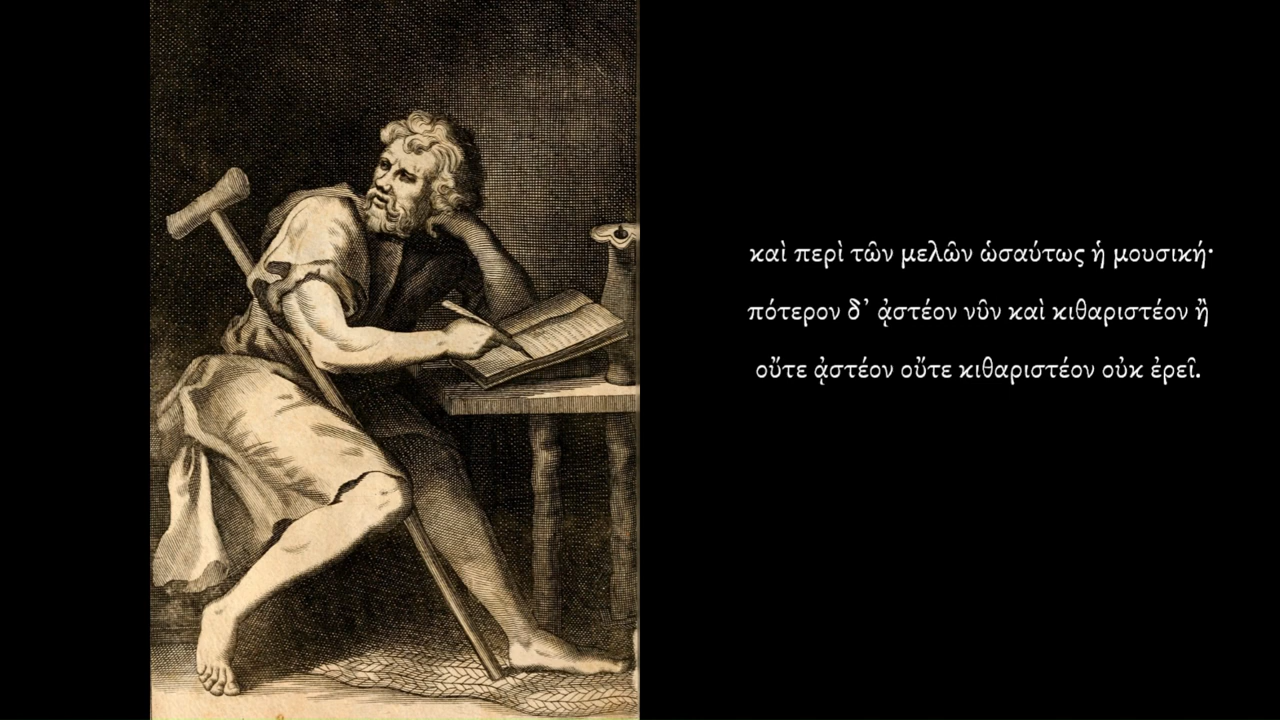 καὶ περὶ τῶν μελῶν ὡσαύτως ἡ μουσική·
πότερον δ’ ᾀστέον νῦν καὶ κιθαριστέον ἢ
οὔτε ᾀστέον οὔτε κιθαριστέον οὐκ ἐρεῖ.